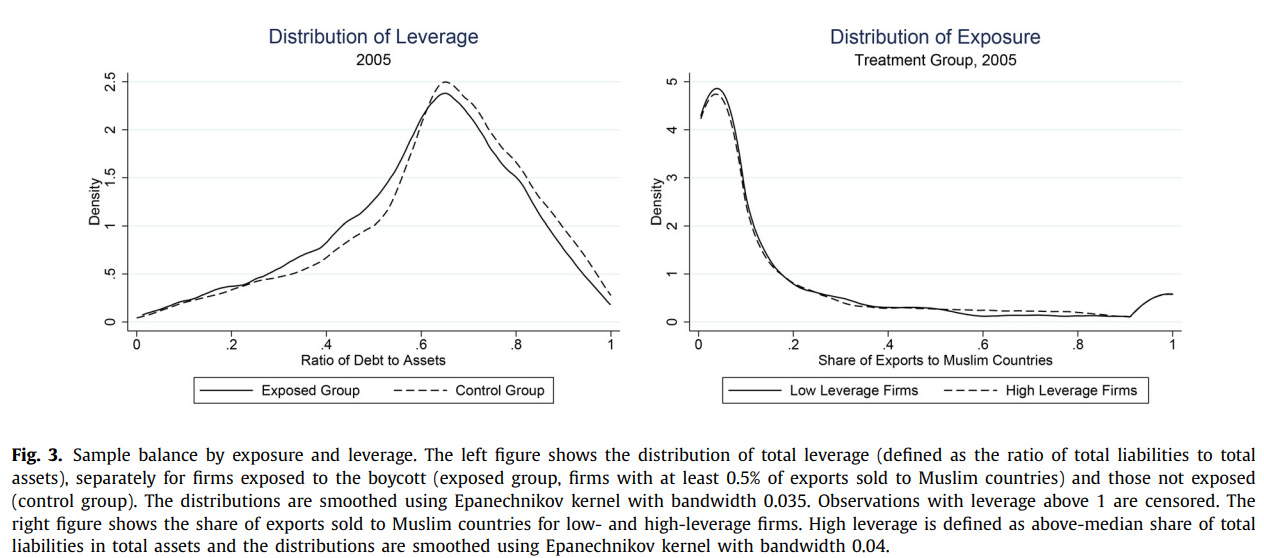 Distribution of Leverage
2005
Density
0 .5 1 1.5 2 2.5
0 .2 .4 .6 .8 1
Ratio of Debt to Assets
Exposed Group Control Group
Distribution of Exposure
Treatment Group, 2005
Density
0 1 2 3 4 5
0 .2 .4 .6 .8 1
Share of Exports to Muslim Countries
Low Leverage Firms High Leverage Firms
Fig. 3. Sample balance by exposure and leverage. The left figure shows the distribution of total leverage (defined as the ratio of total liabilities to total
assets), separately for firms exposed to the boycott (exposed group, firms with at least 0.5% of exports sold to Muslim countries) and those not exposed
(control group). The distributions are smoothed using Epanechnikov kernel with bandwidth 0.035. Observations with leverage above 1 are censored. The
right figure shows the share of exports sold to Muslim countries for low- and high-leverage firms. High leverage is defined as above-median share of total
liabilities in total assets and the distributions are smoothed using Epanechnikov kernel with bandwidth 0.04.